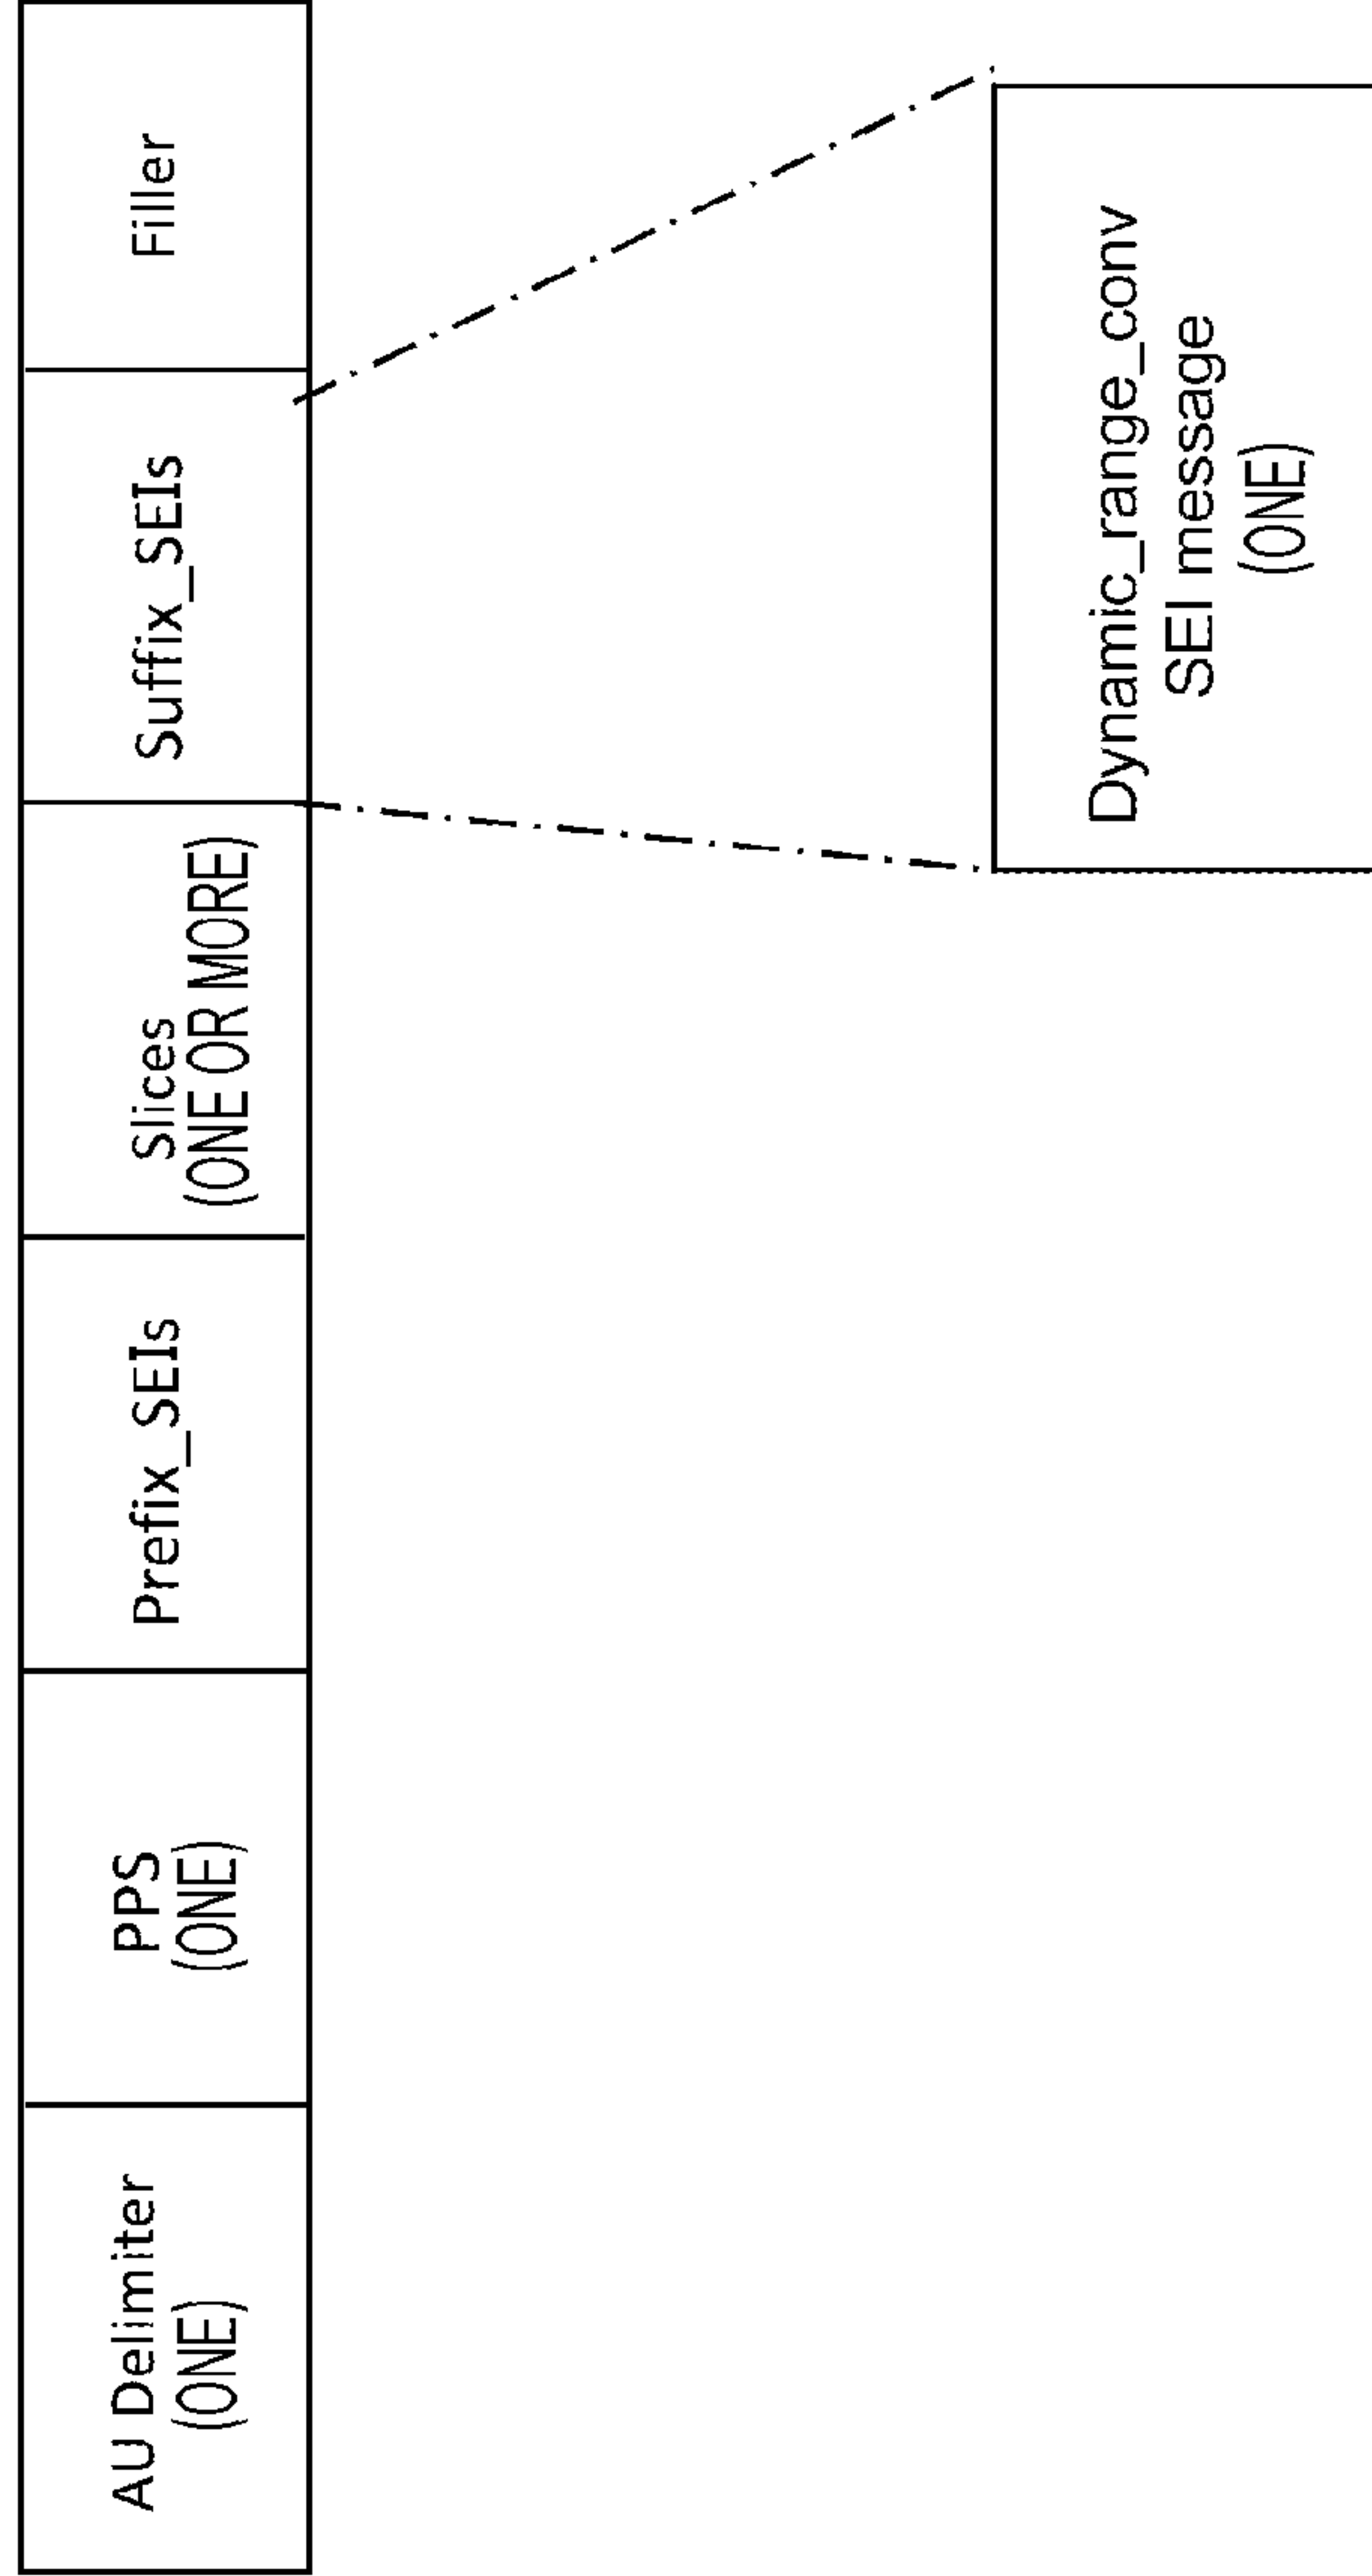 AU Delimiter
(ONE)
PPS
(ONE)
Prefix_SEIs
Slices
(ONE OR MORE)
Suffix_SEIs
Filler
Dynamic_range_conv
SEI message
(ONE)